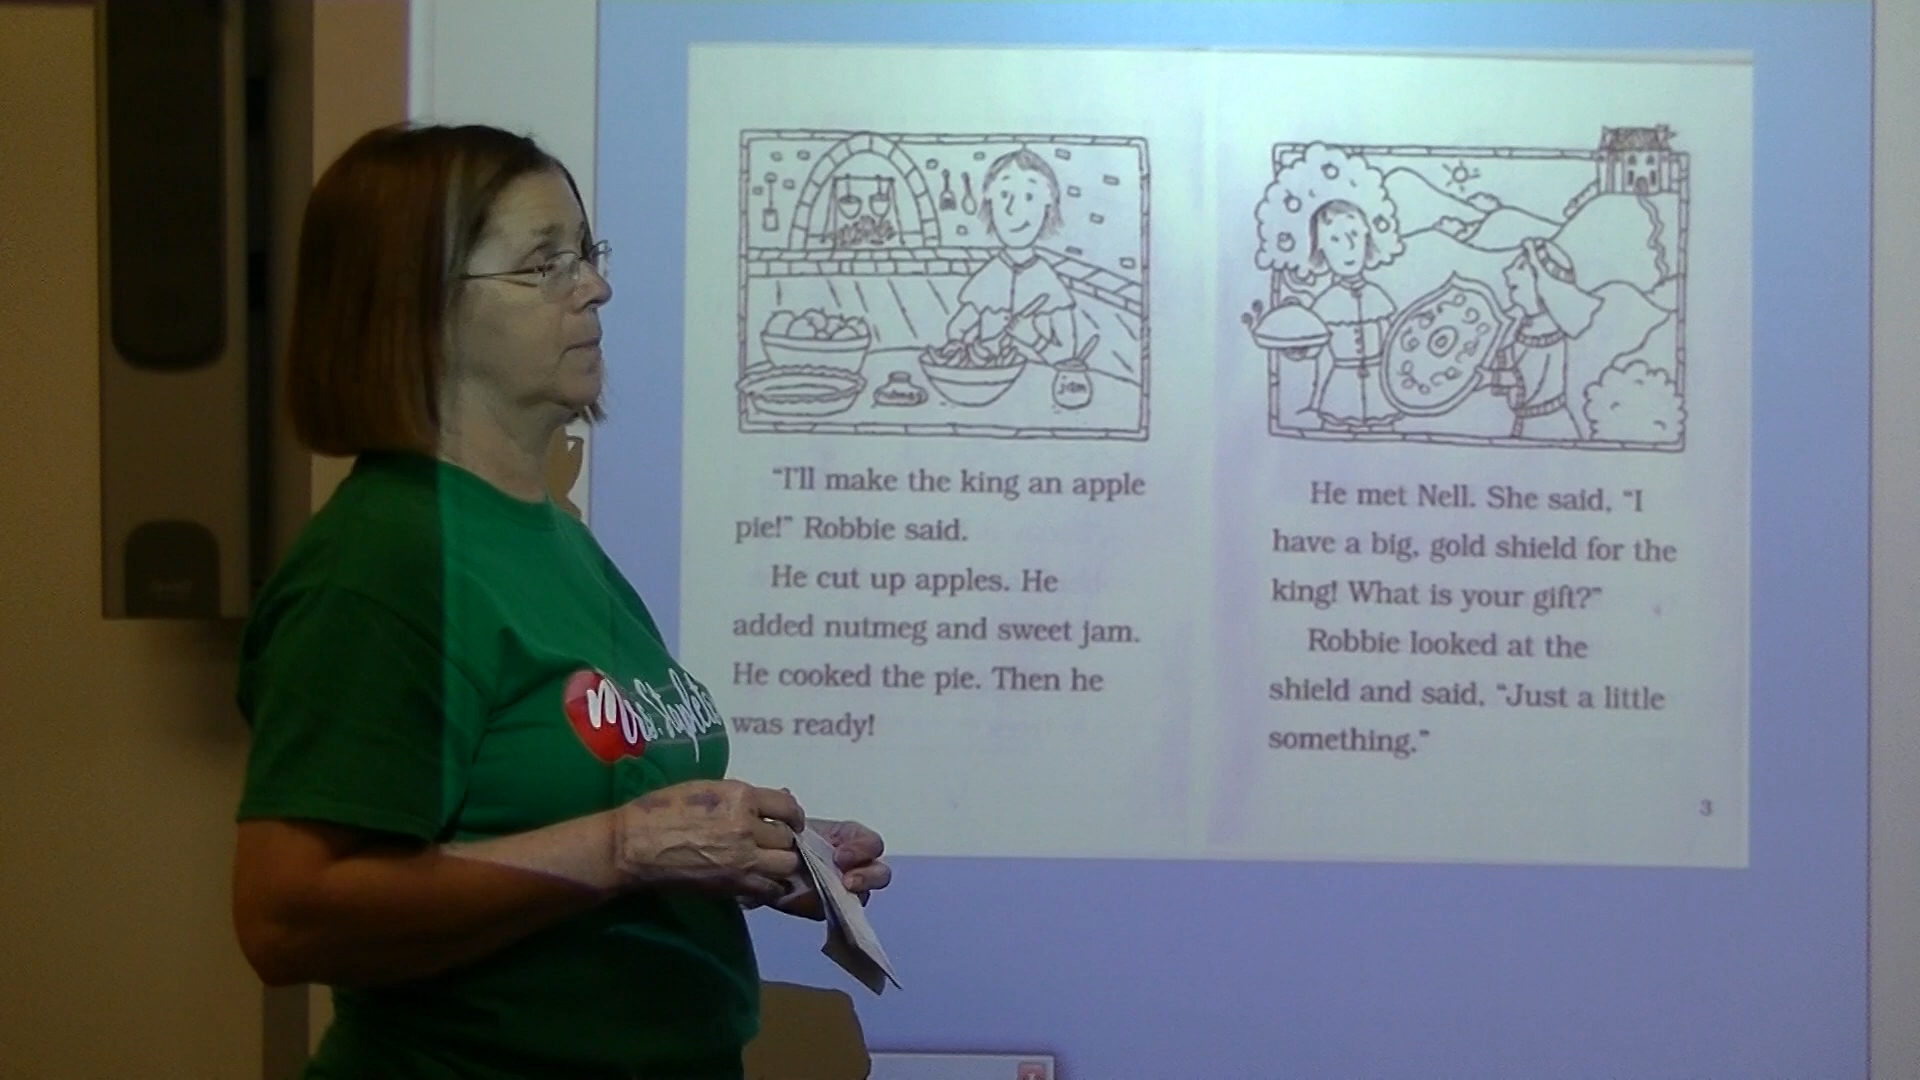 "I'll make the king an apple
pie!" Robbie said.
He cut up apples. He
added nutmeg and sweet jam.
He cooked the pie. Then he
was ready!
nutmeg
jam
He met Nell. She said, "I
have a big, gold shield for the
king! What is your gift?"
Robbie looked at the
shield and said, "Just a little
something."
3
Mrs.